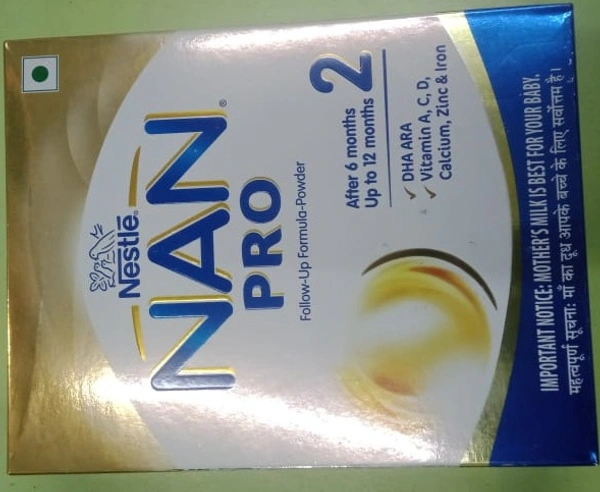 Nestlé®
NAN®
PRO
Follow-Up Formula-Powder
After 6 months
Up to 12 months
2
✓ DHA ARA
✓ Vitamin A, C, D,
Calcium, Zinc & Iron
IMPORTANT NOTICE: MOTHER'S MILK IS BEST FOR YOUR BABY.
महत्वपूर्ण सूचना: माँ का दूध आपके बच्चे के लिए सर्वोत्तम है।